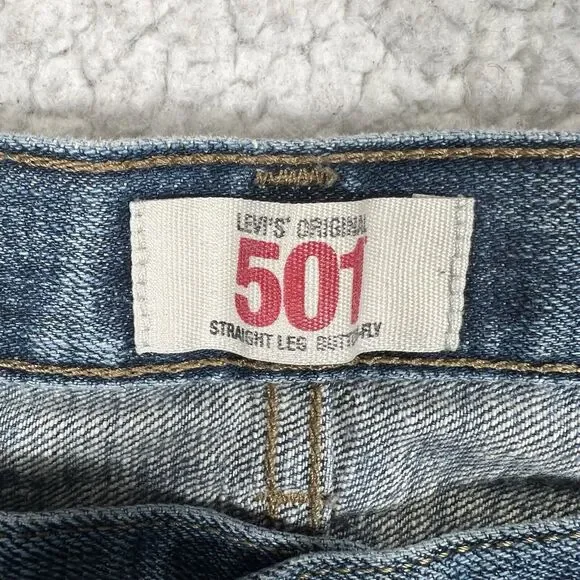 LEVI'S® ORIGINAL
501
STRAIGHT LEG BUTTON-FLY